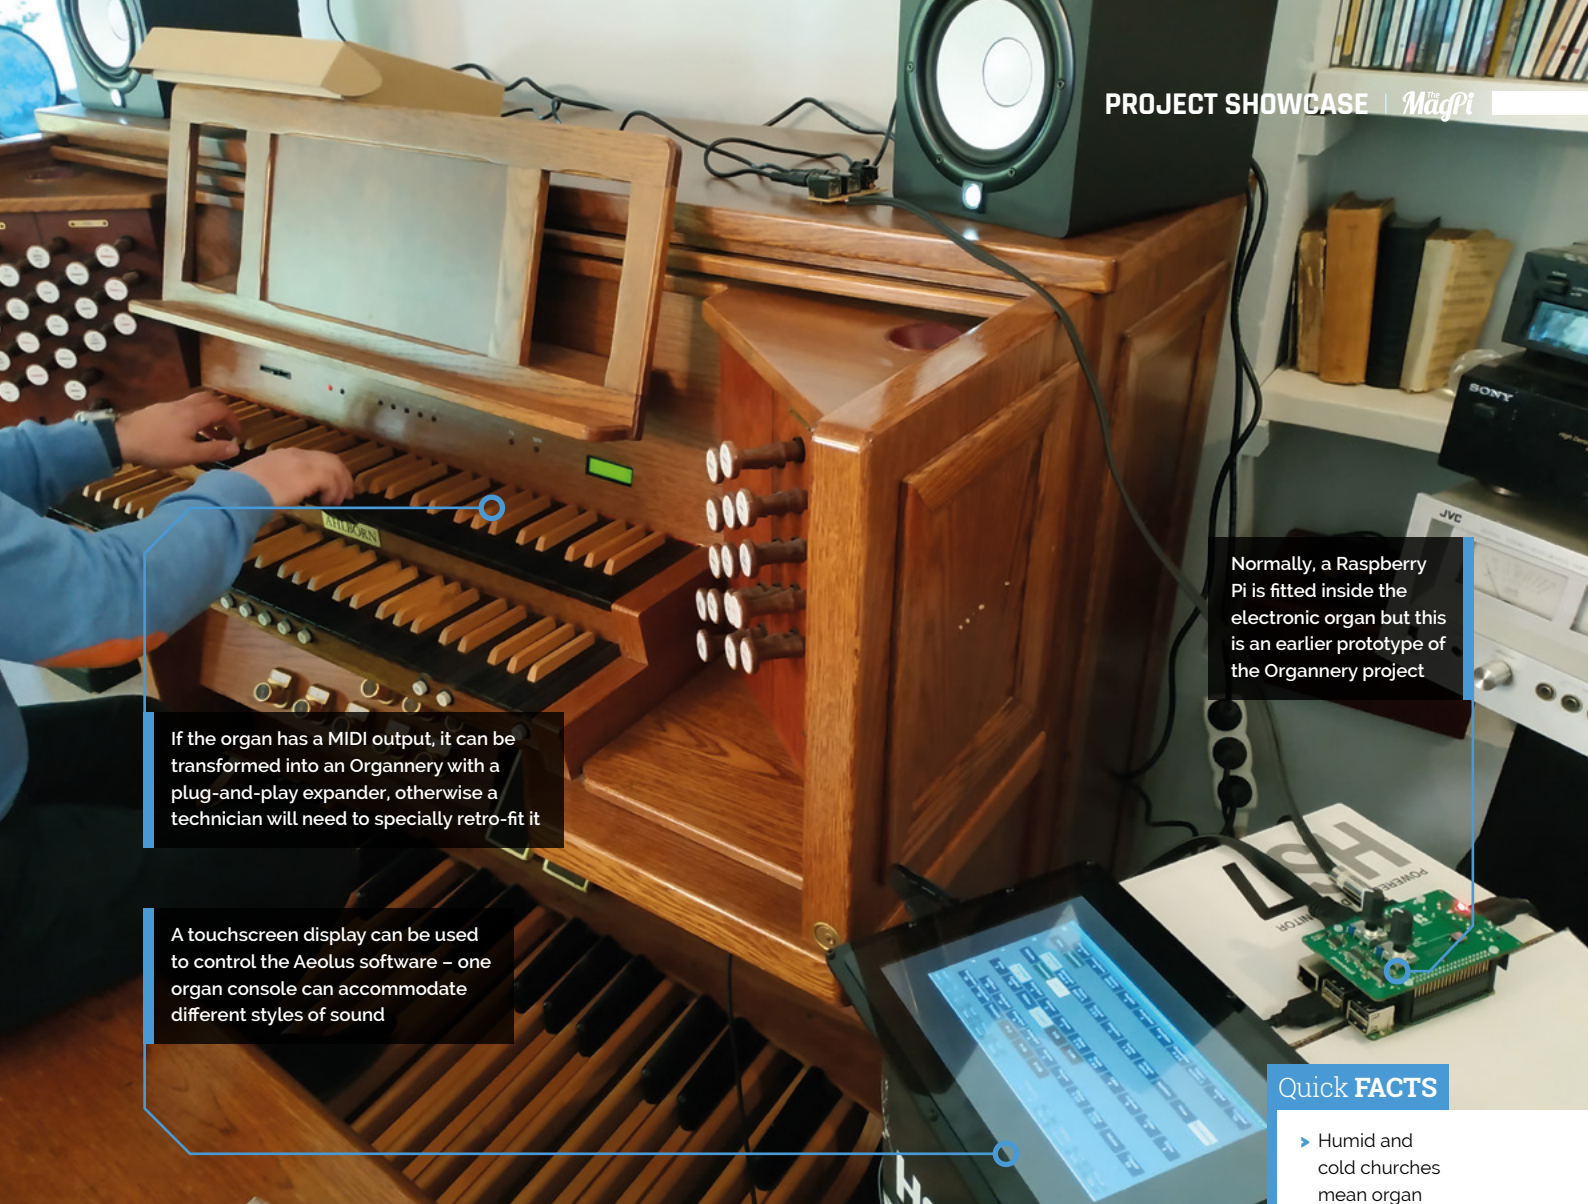 PROJECT SHOWCASE
The MagPi
SONY
JVC
AHLBORN
Normally, a Raspberry
Pi is fitted inside the
electronic organ but this
is an earlier prototype of
the Organnery project
If the organ has a MIDI output, it can be
transformed into an Organnery with a
plug-and-play expander, otherwise a
technician will need to specially retro-fit it
A touchscreen display can be used
to control the Aeolus software – one
organ console can accommodate
different styles of sound
HS
7
POWERED
Quick FACTS
Humid and
cold churches
mean organ